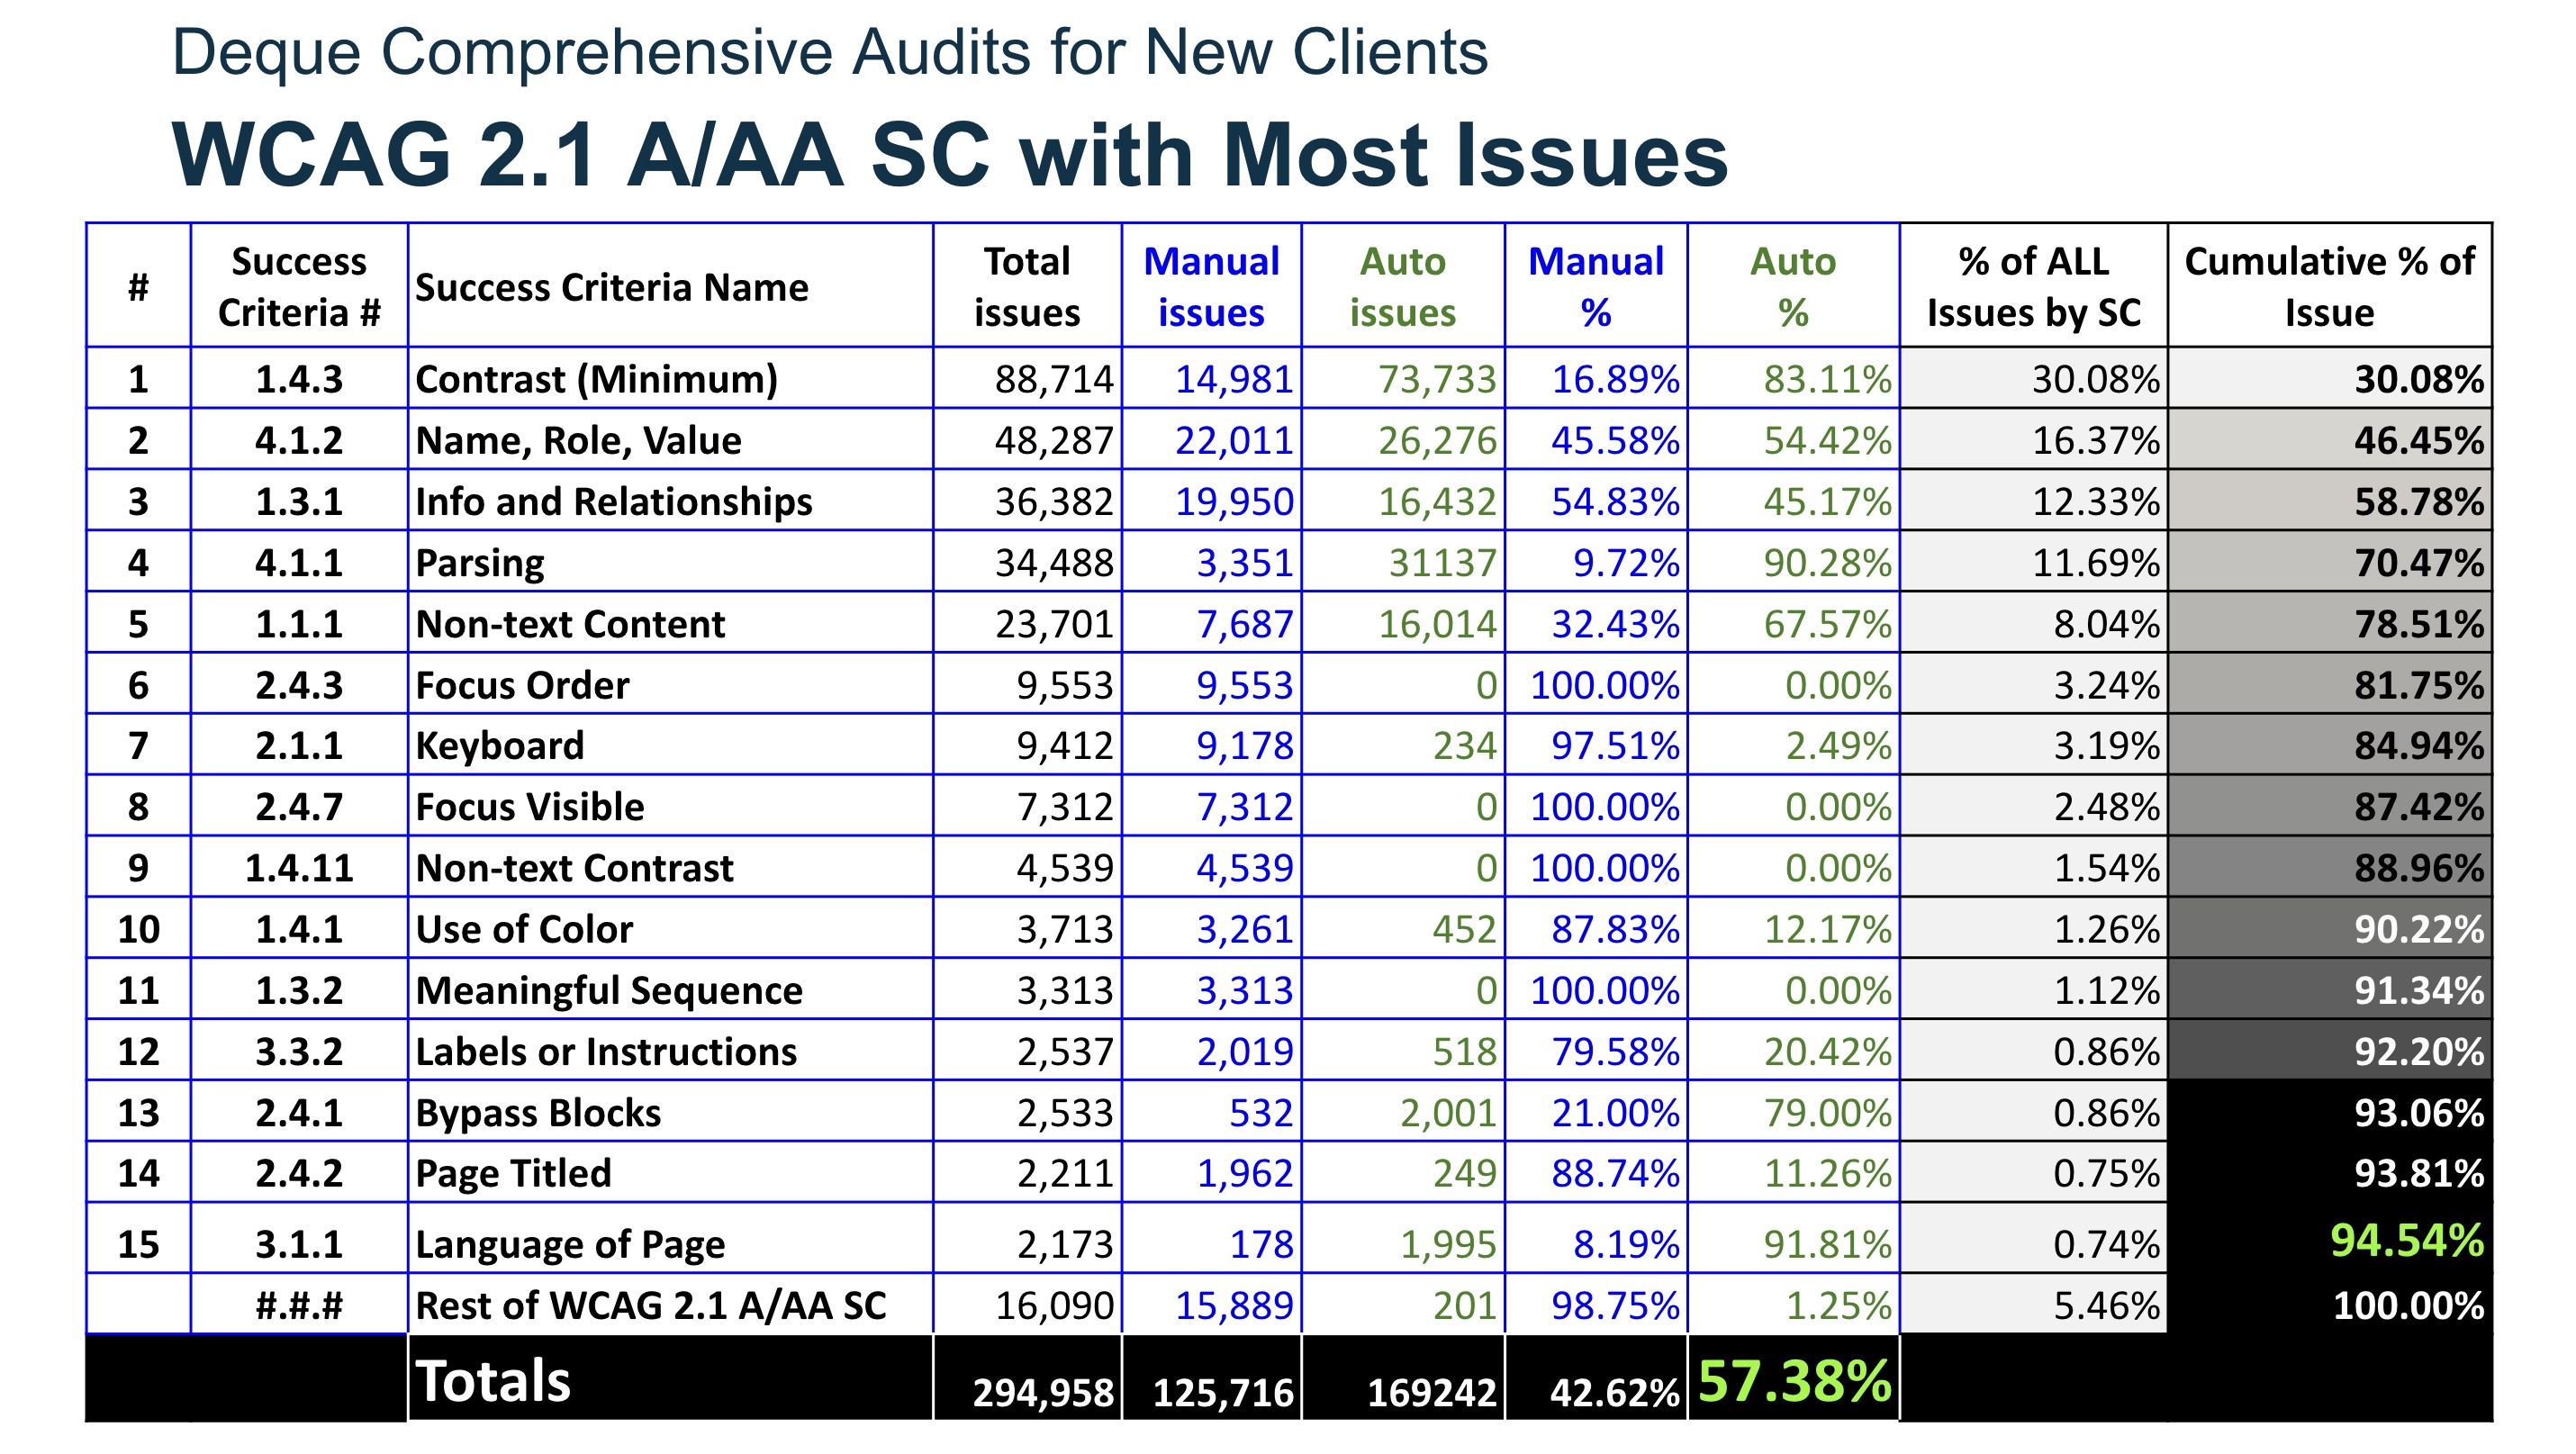 Deque Comprehensive Audits for New Clients
WCAG 2.1 A/AA SC with Most Issues
# Success Criteria # Success Criteria Name Total issues Manual issues Auto issues Manual % Auto % % of ALL Issues by SC Cumulative % of Issue
1 1.4.3 Contrast (Minimum) 88,714 14,981 73,733 16.89% 83.11% 30.08% 30.08%
2 4.1.2 Name, Role, Value 48,287 22,011 26,276 45.58% 54.42% 16.37% 46.45%
3 1.3.1 Info and Relationships 36,382 19,950 16,432 54.83% 45.17% 12.33% 58.78%
4 4.1.1 Parsing 34,488 3,351 31137 9.72% 90.28% 11.69% 70.47%
5 1.1.1 Non-text Content 23,701 7,687 16,014 32.43% 67.57% 8.04% 78.51%
6 2.4.3 Focus Order 9,553 9,553 0 100.00% 0.00% 3.24% 81.75%
7 2.1.1 Keyboard 9,412 9,178 234 97.51% 2.49% 3.19% 84.94%
8 2.4.7 Focus Visible 7,312 7,312 0 100.00% 0.00% 2.48% 87.42%
9 1.4.11 Non-text Contrast 4,539 4,539 0 100.00% 0.00% 1.54% 88.96%
10 1.4.1 Use of Color 3,713 3,261 452 87.83% 12.17% 1.26% 90.22%
11 1.3.2 Meaningful Sequence 3,313 3,313 0 100.00% 0.00% 1.12% 91.34%
12 3.3.2 Labels or Instructions 2,537 2,019 518 79.58% 20.42% 0.86% 92.20%
13 2.4.1 Bypass Blocks 2,533 532 2,001 21.00% 79.00% 0.86% 93.06%
14 2.4.2 Page Titled 2,211 1,962 249 88.74% 11.26% 0.75% 93.81%
15 3.1.1 Language of Page 2,173 178 1,995 8.19% 91.81% 0.74% 94.54%
#.#.# Rest of WCAG 2.1 A/AA SC 16,090 15,889 201 98.75% 1.25% 5.46% 100.00%
Totals 294,958 125,716 169242 42.62% 57.38%